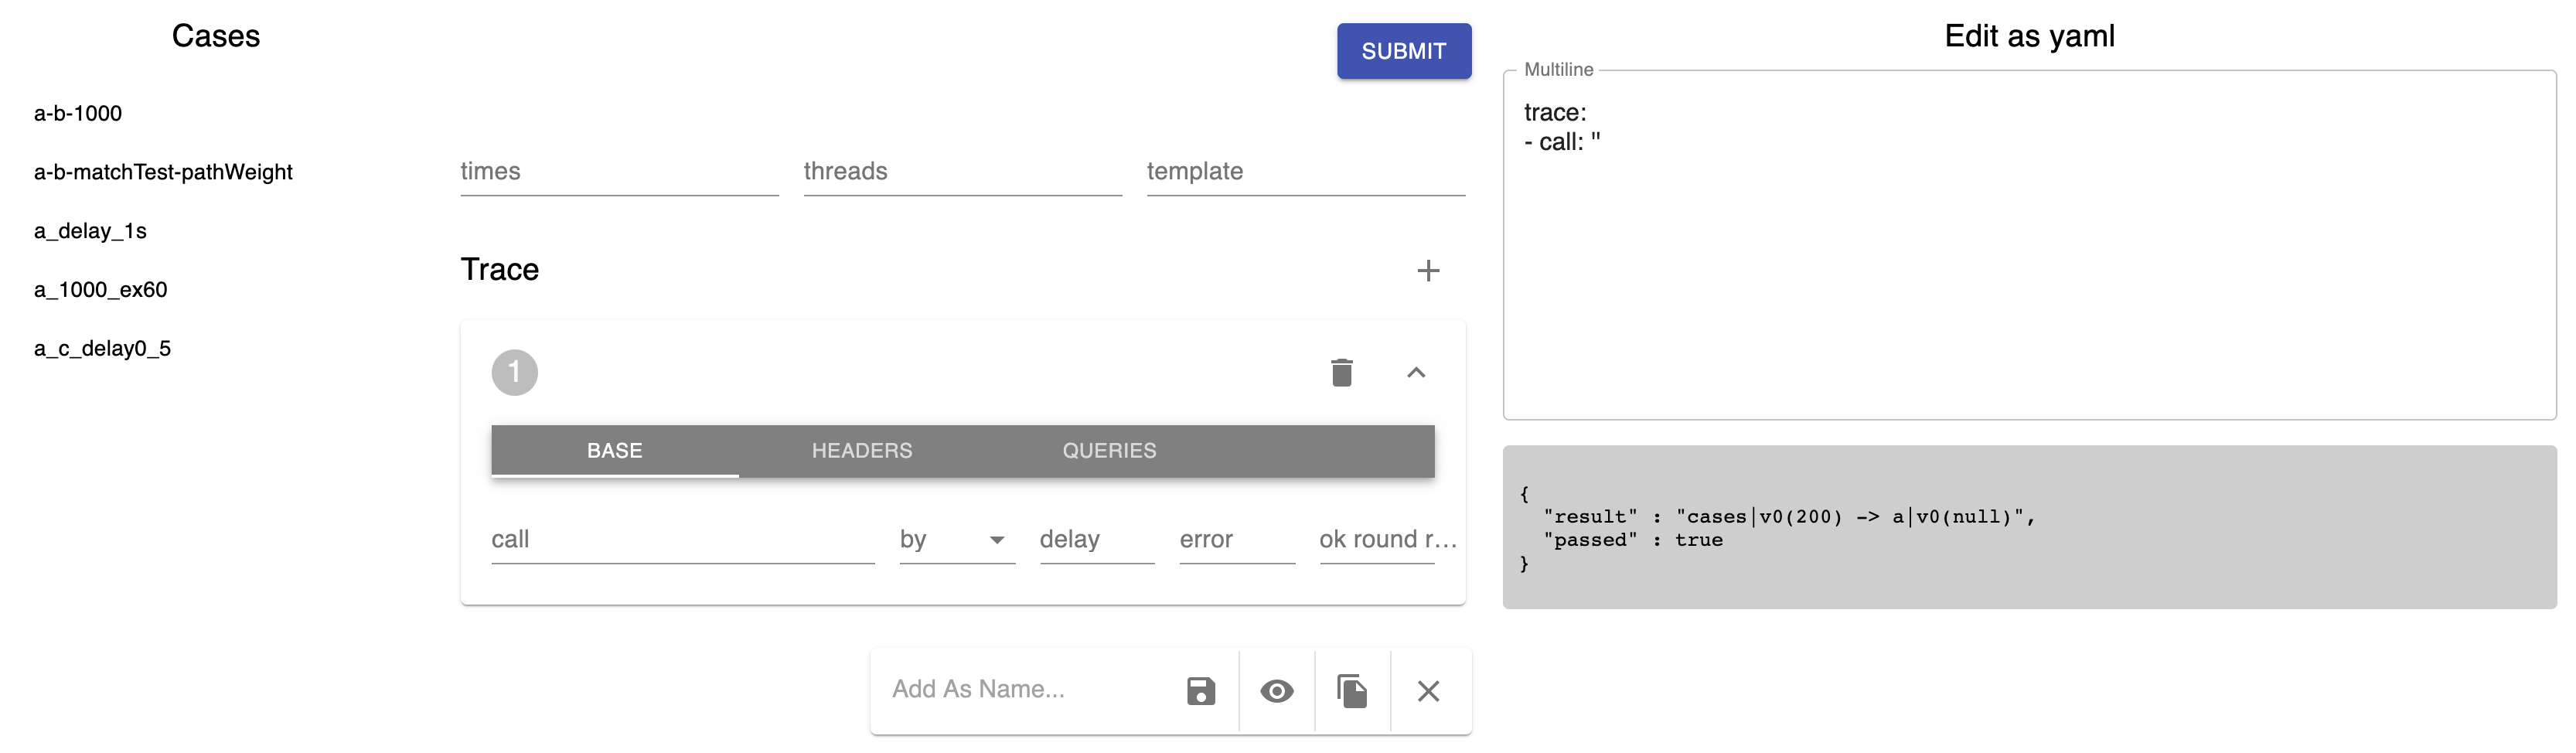 Cases
a-b-1000
a-b-matchTest-pathWeight
a_delay_1s
a_1000_ex60
a_c_delay0_5
SUBMIT
times threads template
Trace
1
BASE HEADERS QUERIES
call by delay error ok round r...
Add As Name...
Edit as yaml
Multiline
trace:
- call: "
{
"result" : "cases|v0(200) -> a|v0(null)",
"passed" : true
}